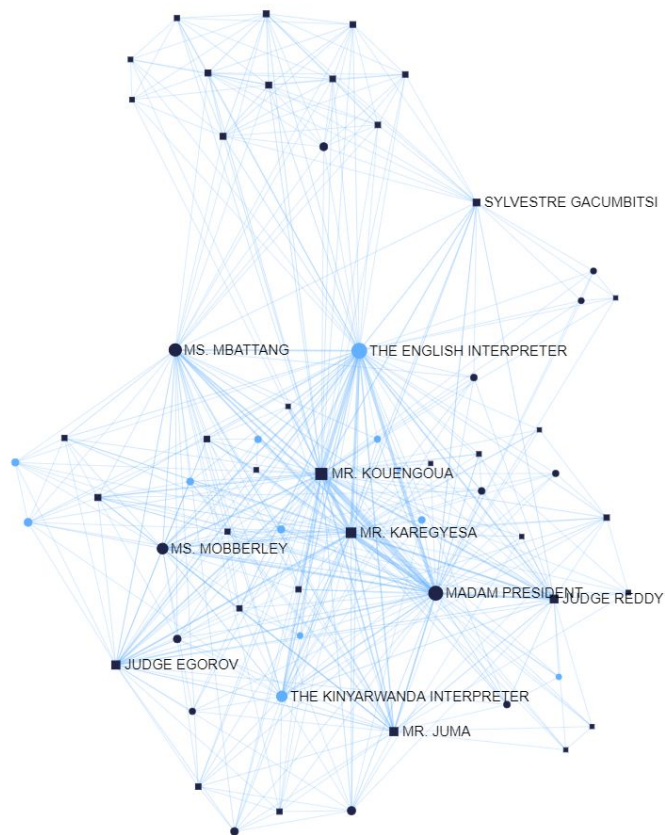 SYLVESTRE GACUMBITSI
MS. MBATTANG
THE ENGLISH INTERPRETER
MR. KOUENGOUA
MR. KAREGYESA
MS. MOBBERLEY
MADAM PRESIDENT
JUDGE REDDY
JUDGE EGOROV
THE KINYARWANDA INTERPRETER
MR. JUMA